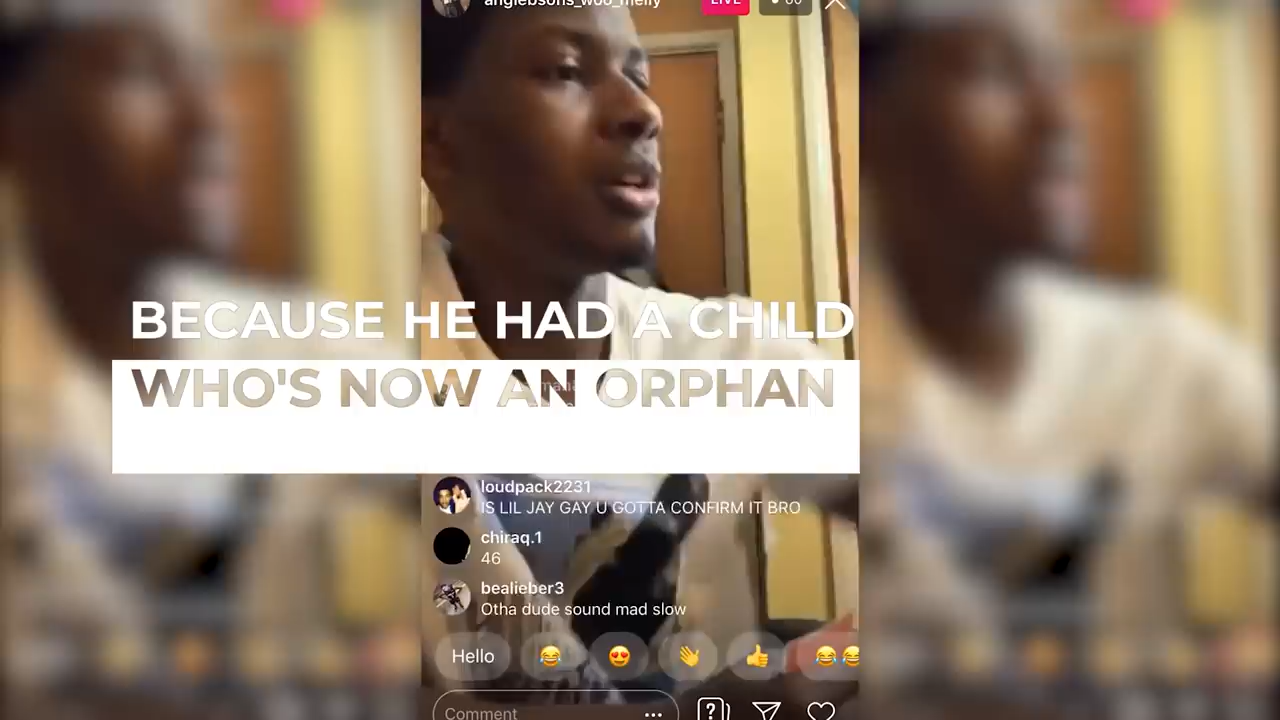 LIVE
BECAUSE HE HAD A CHILD
WHO'S NOW AN ORPHAN
loudpack2231
IS LIL JAY GAY U GOTTA CONFIRM IT BRO
chiraq.1
46
bealieber3
Otha dude sound mad slow
Hello
Comment